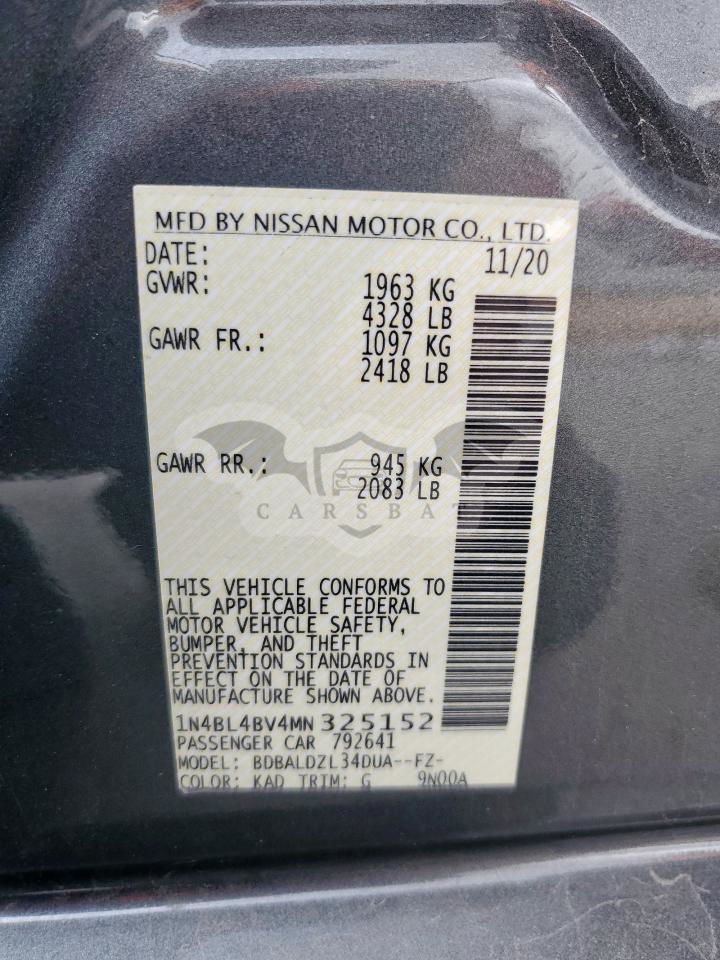 MFD BY NISSAN MOTOR CO., LTD.
DATE: 11/20
GVWR: 1963 KG
4328 LB
GAWR FR.: 1097 KG
2418 LB
GAWR RR.: 945 KG
2083 LB
CARSBAT
THIS VEHICLE CONFORMS TO
ALL APPLICABLE FEDERAL
MOTOR VEHICLE SAFETY,
BUMPER, AND THEFT
PREVENTION STANDARDS IN
EFFECT ON THE DATE OF
MANUFACTURE SHOWN ABOVE.
1N4BL4BV4MN325152
PASSENGER CAR 792641
MODEL: BDBALDZL34DUA--FZ-
COLOR: KAD TRIM: G 9N00A